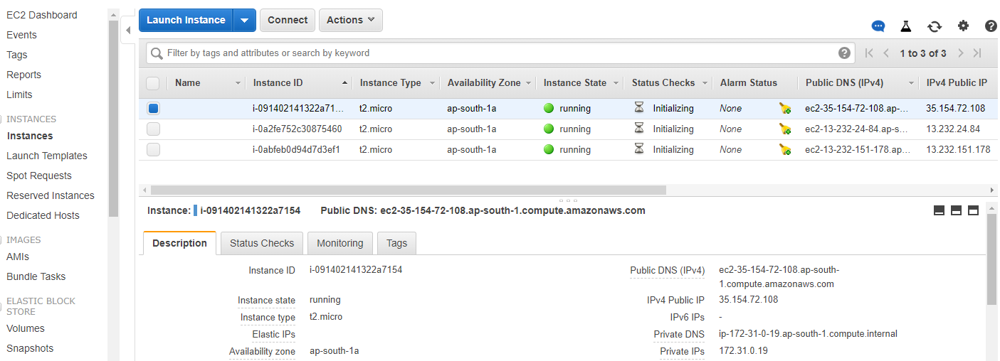 EC2 Dashboard
Events
Tags
Reports
Limits
INSTANCES
Instances
Launch Templates
Spot Requests
Reserved Instances
Dedicated Hosts
IMAGES
AMIs
Bundle Tasks
ELASTIC BLOCK
STORE
Volumes
Snapshots
Launch Instance Connect Actions
Filter by tags and attributes or search by keyword 1 to 3 of 3
Name Instance ID Instance Type Availability Zone Instance State Status Checks Alarm Status Public DNS (IPv4) IPv4 Public IP
i-091402141322a71... t2.micro ap-south-1a running Initializing None ec2-35-154-72-108.ap-... 35.154.72.108
i-0a2fe752c30875460 t2.micro ap-south-1a running Initializing None ec2-13-232-24-84.ap-s... 13.232.24.84
i-0abfeb0d94d7d3ef1 t2.micro ap-south-1a running Initializing None ec2-13-232-151-178.ap... 13.232.151.178
Instance: i-091402141322a7154 Public DNS: ec2-35-154-72-108.ap-south-1.compute.amazonaws.com
Description Status Checks Monitoring Tags
Instance ID i-091402141322a7154
Instance state running
Instance type t2.micro
Elastic IPs
Availability zone ap-south-1a
Public DNS (IPv4) ec2-35-154-72-108.ap-south-
1.compute.amazonaws.com
IPv4 Public IP 35.154.72.108
IPv6 IPs -
Private DNS ip-172-31-0-19.ap-south-1.compute.internal
Private IPs 172.31.0.19